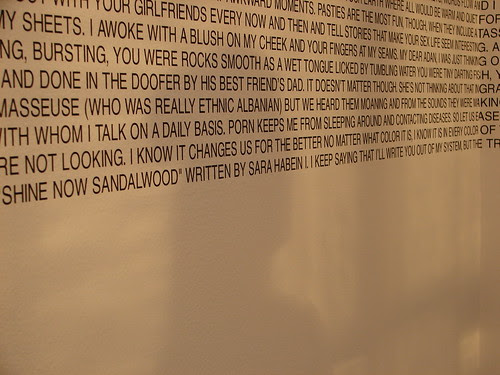 AWKWARD MOMENTS. PASTIES ARE THE MOST FUN, THOUGH, WHEN THEY INCLUDE A
WITH YOUR GIRLFRIENDS EVERY NOW AND THEN AND TELL STORIES THAT MAKE YOUR SEX LIFE SEEM INTERESTING.
MY SHEETS. I AWOKE WITH A BLUSH ON MY CHEEK AND YOUR FINGERS AT MY SEAMS. MY DEAR ADAN, I WAS JUST THINKING
NG, BURSTING, YOU WERE ROCKS SMOOTH AS A WET TONGUE LICKED BY TUMBLING WATER YOU WERE TINY DARTING
AND DONE IN THE DOOFER BY HIS BEST FRIEND'S DAD. IT DOESN'T MATTER THOUGH. SHE'S NOT THINKING ABOUT THAT
MASSEUSE (WHO WAS REALLY ETHNIC ALBANIAN) BUT WE HEARD THEM MOANING AND FROM THE SOUNDS THEY WERE
ITH WHOM I TALK ON A DAILY BASIS. PORN KEEPS ME FROM SLEEPING AROUND AND CONTACTING DISEASES. SO LET US
RE NOT LOOKING. I KNOW IT CHANGES US FOR THE BETTER NO MATTER WHAT COLOR IT IS. I KNOW IT IS IN EVERY COLOR
"SHINE NOW SANDALWOOD" WRITTEN BY SARA HABEIN I. I KEEP SAYING THAT I'LL WRITE YOU OUT OF MY SYSTEM, BUT THE